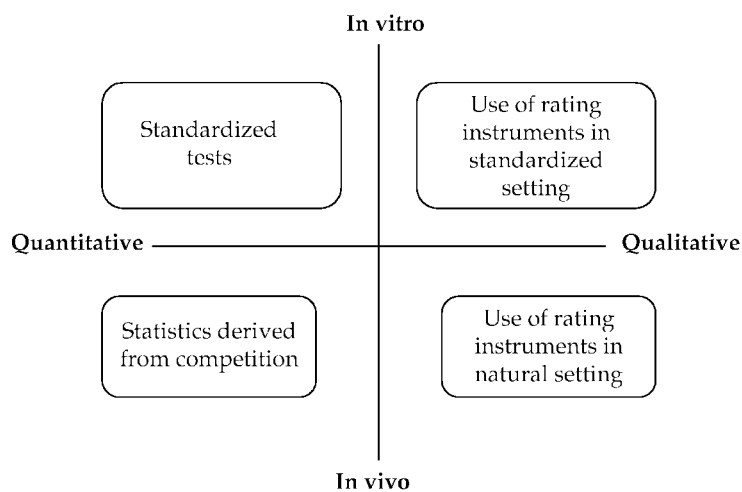 In vitro
Standardized
tests
Use of rating
instruments in
standardized
setting
Quantitative
Qualitative
Statistics derived
from competition
Use of rating
instruments in
natural setting
In vivo